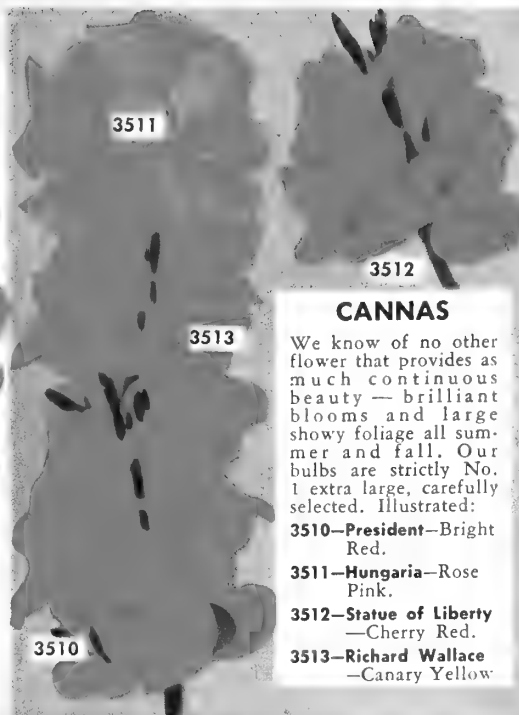 3511
3512
3513
3510
CANNAS
We know of no other
flower that provides as
much continuous
beauty — brilliant
blooms and large
showy foliage all sum-
mer and fall. Our
bulbs are strictly No.
1 extra large, carefully
selected. Illustrated:
3510—President—Bright
Red.
3511—Hungaria—Rose
Pink.
3512—Statue of Liberty
—Cherry Red.
3513—Richard Wallace
—Canary Yellow